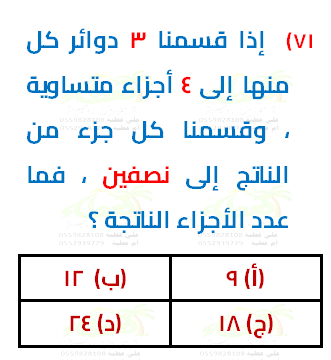 ٧١) إذا قسمنا ٣ دوائر كل
منها إلى ٤ أجزاء متساوية
، وقسمنا كل جزء من
الناتج إلى نصفين ، فما
عدد الأجزاء الناتجة ؟
(أ) ٩
(ب) ١٢
(ج) ١٨
(د) ٢٤